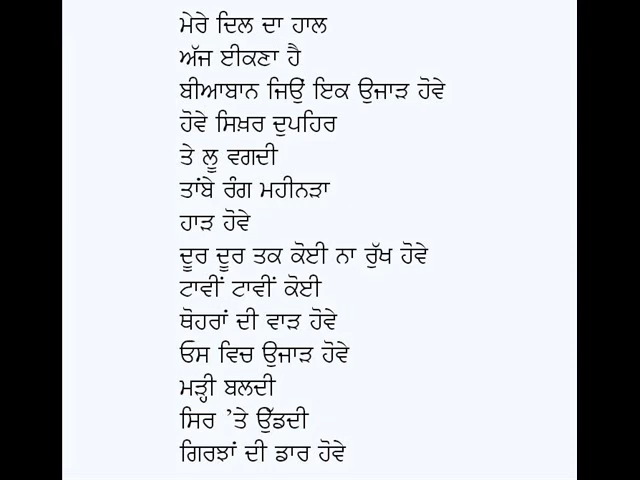 ਮੇਰੇ ਦਿਲ ਦਾ ਹਾਲ
ਅੱਜ ਈਕਣਾ ਹੈ
ਬੀਆਬਾਨ ਜਿਉਂ ਇਕ ਉਜਾੜ ਹੋਵੇ
ਹੋਵੇ ਸਿਖ਼ਰ ਦੁਪਹਿਰ
ਤੇ ਲੂ ਵਗਦੀ
ਤਾਂਬੇ ਰੰਗ ਮਹੀਨੜਾ
ਹਾੜ ਹੋਵੇ
ਦੂਰ ਦੂਰ ਤਕ ਕੋਈ ਨਾ ਰੁੱਖ ਹੋਵੇ
ਟਾਵੀਂ ਟਾਵੀਂ ਕੋਈ
ਥੋਹਰਾਂ ਦੀ ਵਾੜ ਹੋਵੇ
ਓਸ ਵਿਚ ਉਜਾੜ ਹੋਵੇ
ਮੜ੍ਹੀ ਬਲਦੀ
ਸਿਰ ’ਤੇ ਉੱਡਦੀ
ਗਿਰਝਾਂ ਦੀ ਡਾਰ ਹੋਵੇ